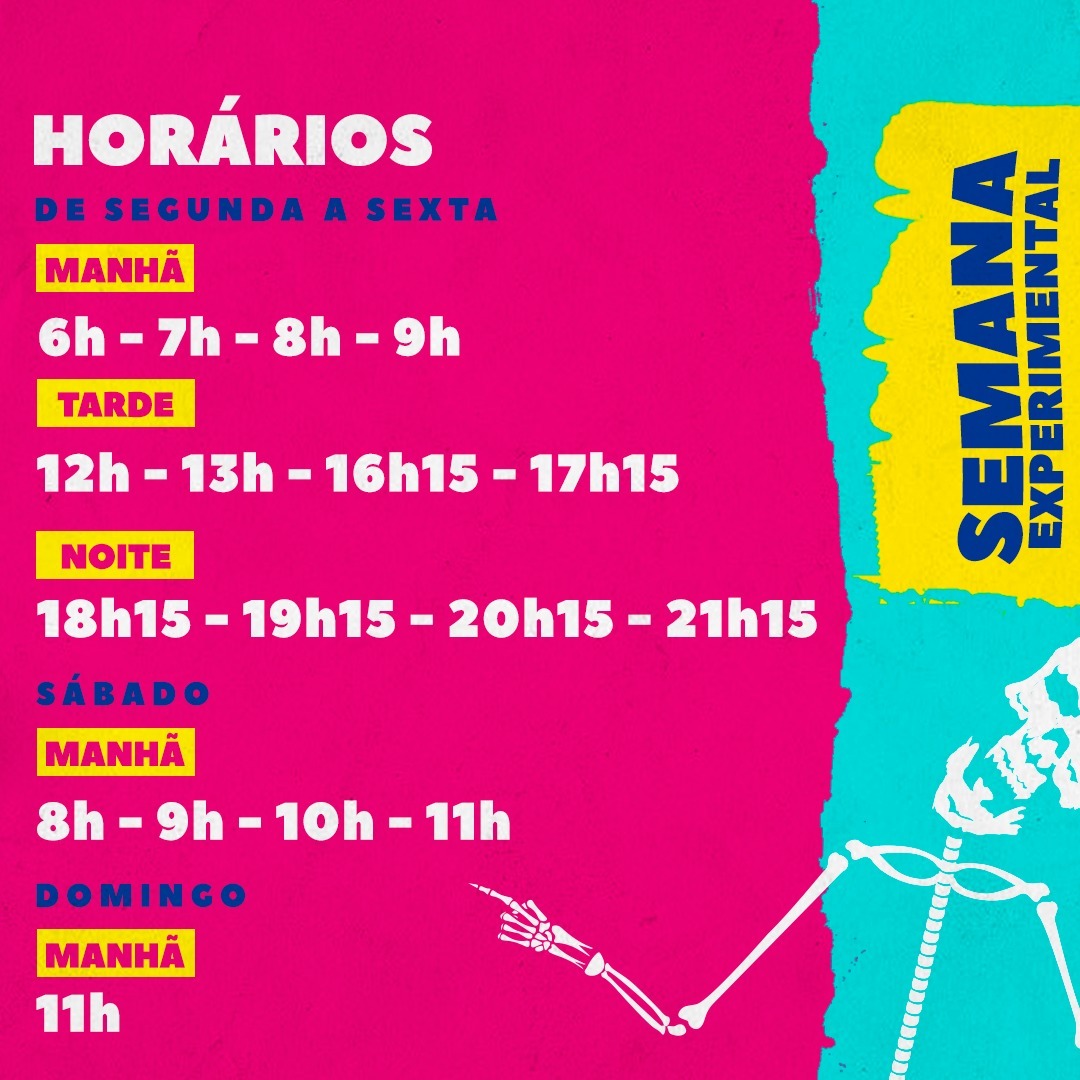 HORÁRIOS
DE SEGUNDA A SEXTA
MANHÃ
6h – 7h – 8h – 9h
TARDE
12h – 13h – 16h15 – 17h15
NOITE
18h15 – 19h15 – 20h15 – 21h15
SÁBADO
MANHÃ
8h – 9h – 10h – 11h
DOMINGO
MANHÃ
11h
SEMANA
EXPERIMENTAL